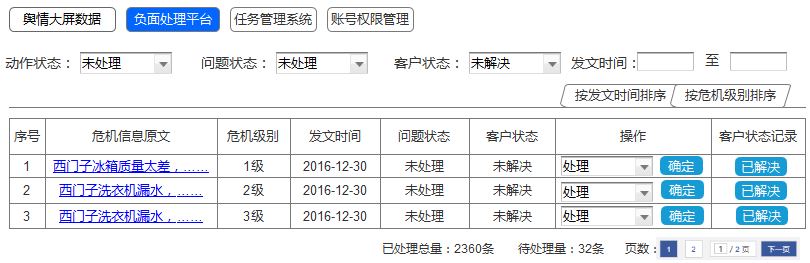 舆情大屏数据 负面处理平台 任务管理系统 账号权限管理
动作状态： 未处理 问题状态： 未处理 客户状态： 未解决 发文时间： 至
按发文时间排序 按危机级别排序
序号 危机信息原文 危机级别 发文时间 问题状态 客户状态 操作 客户状态记录
1 西门子冰箱质量太差，…… 1级 2016-12-30 未处理 未解决 处理 确定 已解决
2 西门子洗衣机漏水，…… 2级 2016-12-30 未处理 未解决 处理 确定 已解决
3 西门子洗衣机漏水，…… 3级 2016-12-30 未处理 未解决 处理 确定 已解决
已处理总量：2360条 待处理量：32条 页数： 1 2 1 / 2 页 下一页